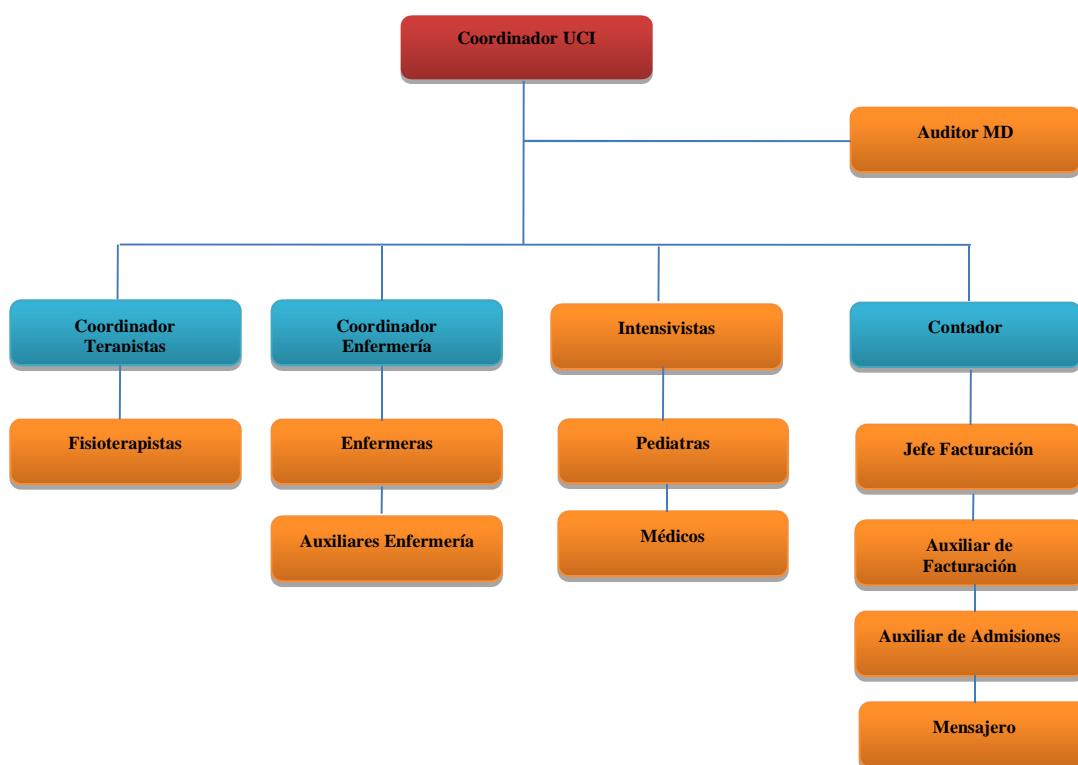 Coordinador UCI
Auditor MD
Coordinador
Terapistas
Coordinador
Enfermería
Intensivistas
Contador
Fisioterapistas
Enfermeras
Pediatras
Jefe Facturación
Auxiliares Enfermería
Médicos
Auxiliar de
Facturación
Auxiliar de Admisiones
Mensajero